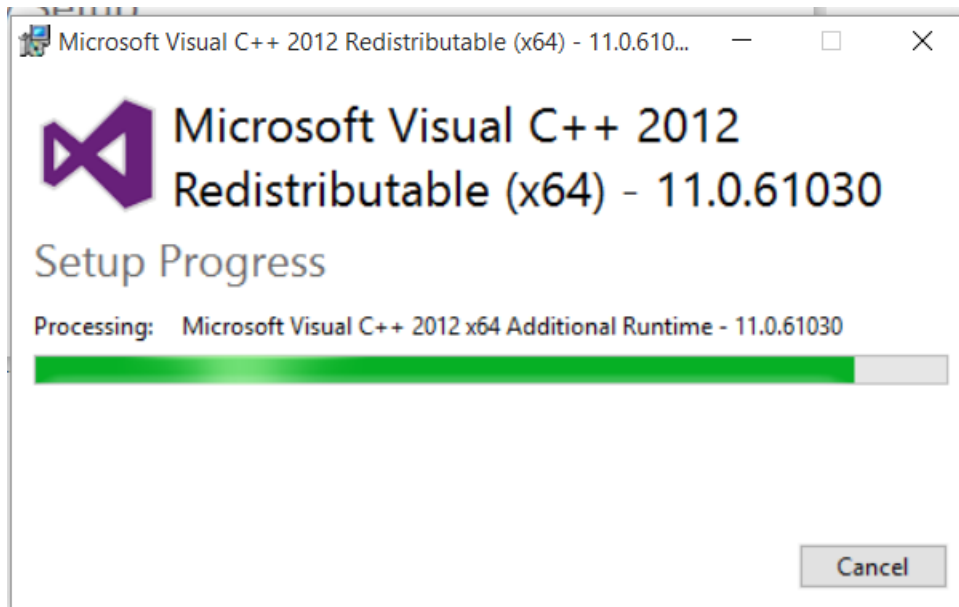 Setup
Microsoft Visual C++ 2012 Redistributable (x64) - 11.0.610...
Microsoft Visual C++ 2012
Redistributable (x64) - 11.0.61030
Setup Progress
Processing: Microsoft Visual C++ 2012 x64 Additional Runtime - 11.0.61030
Cancel